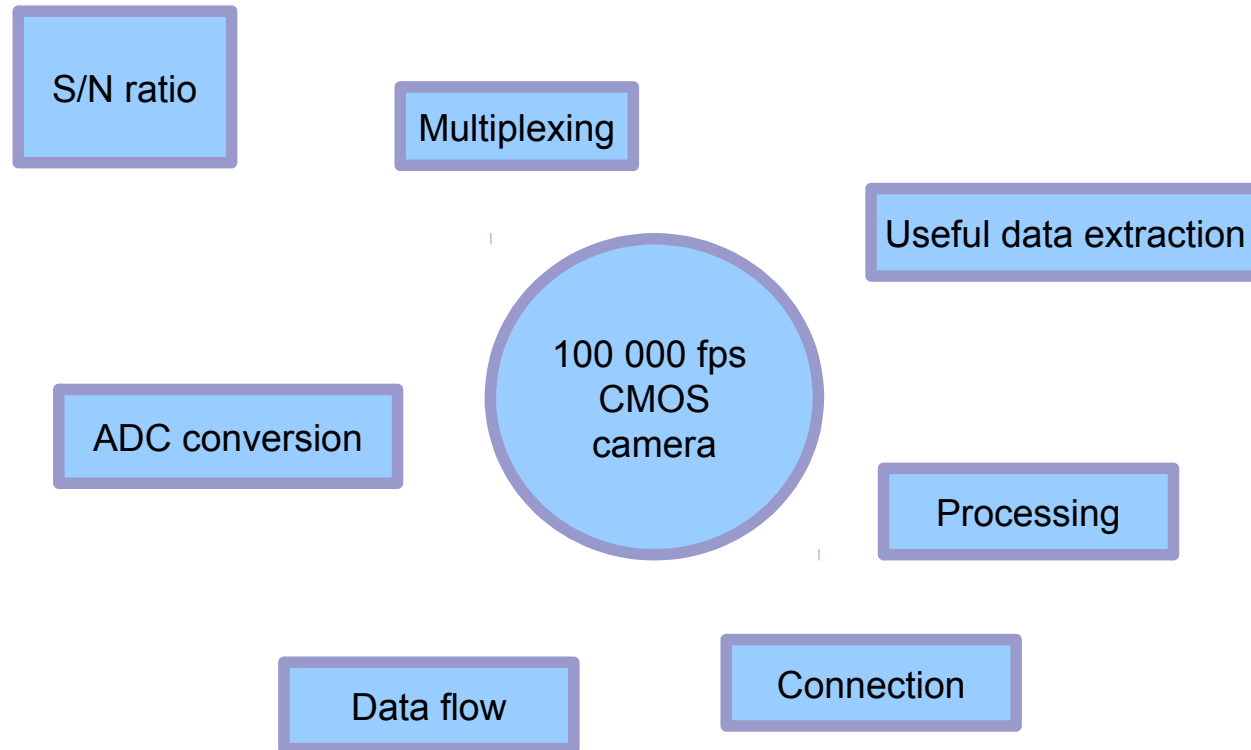 S/N ratio
Multiplexing
Useful data extraction
100 000 fps
CMOS
camera
ADC conversion
Processing
Connection
Data flow